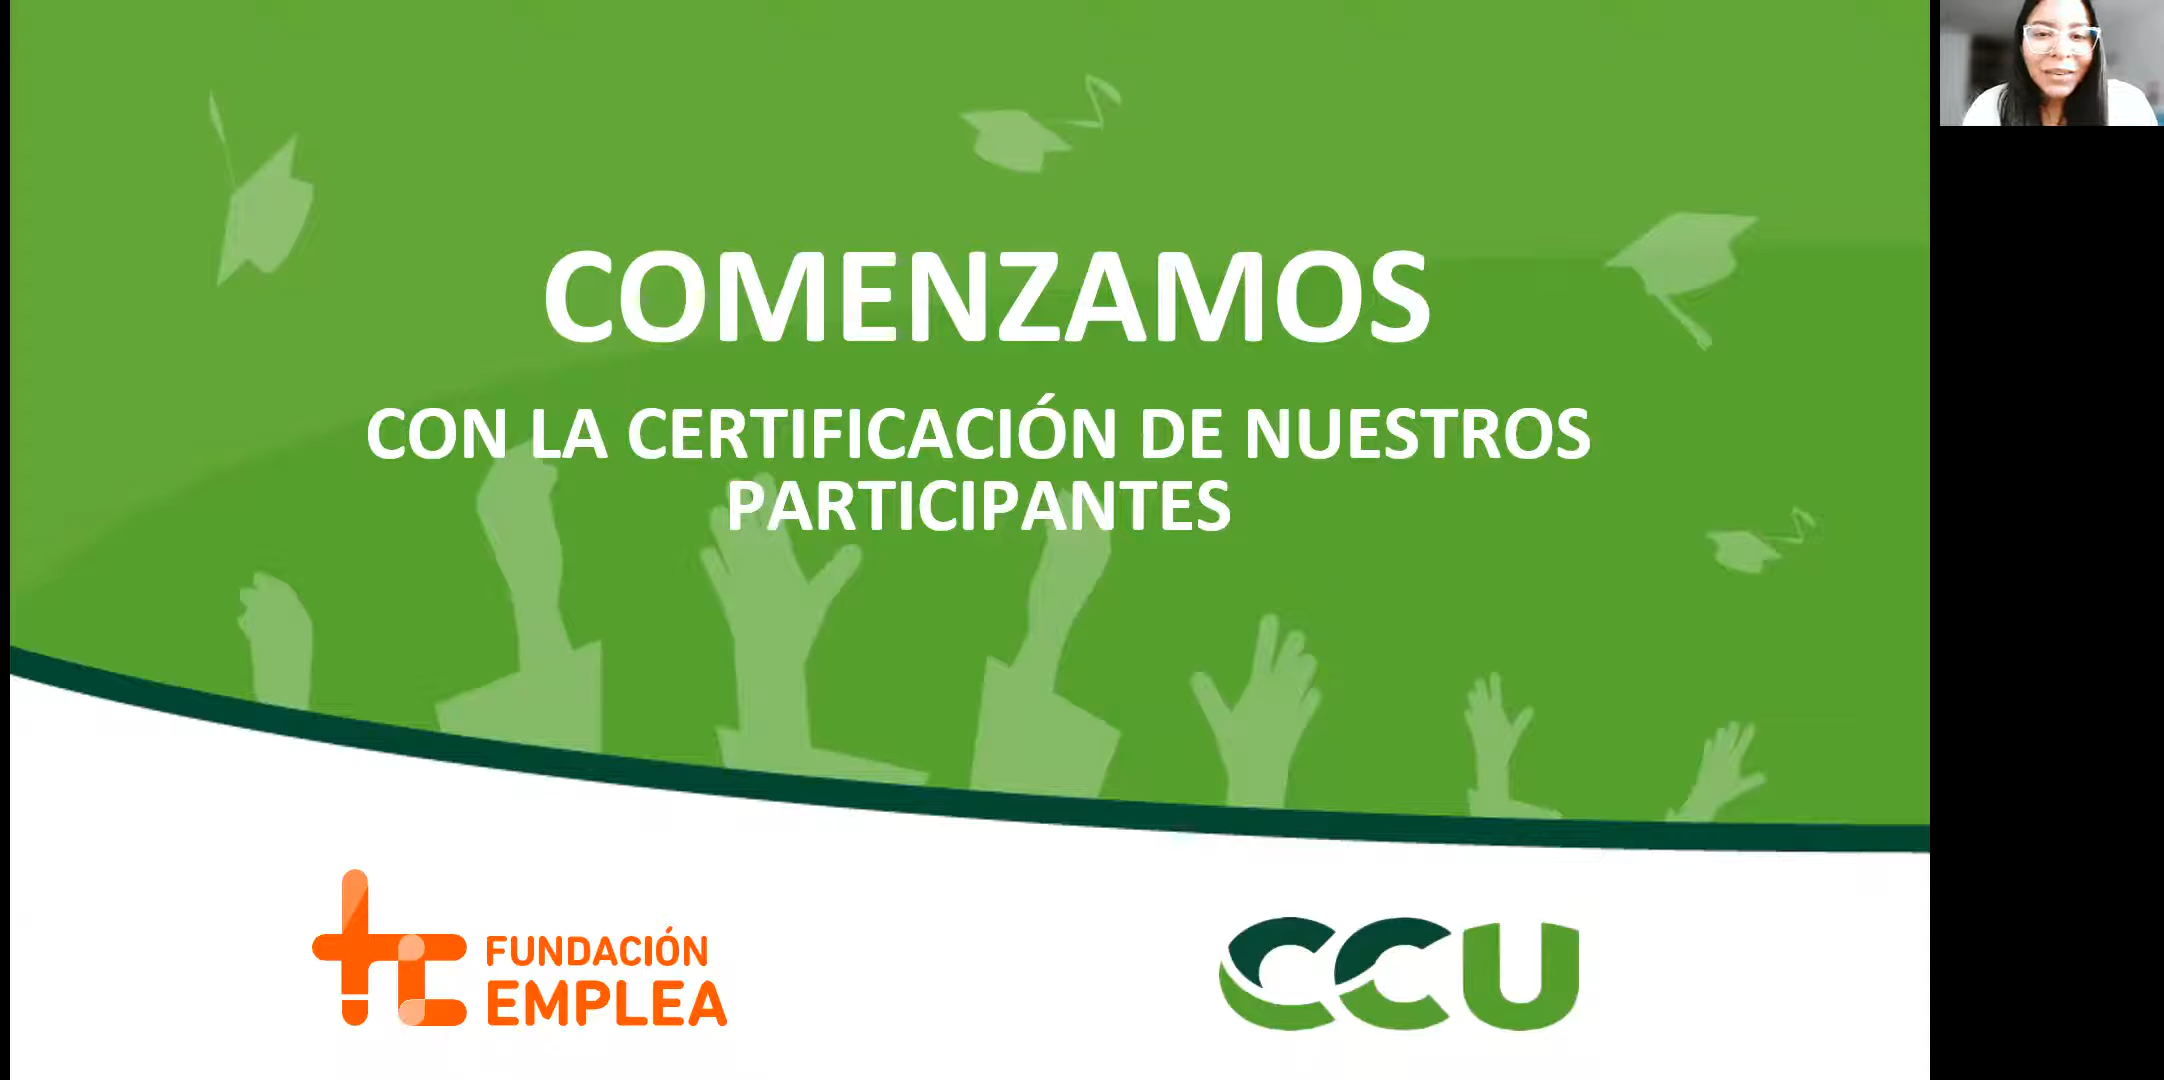 COMENZAMOS
CON LA CERTIFICACIÓN DE NUESTROS
PARTICIPANTES
FUNDACIÓN
EMPLEA
CCU